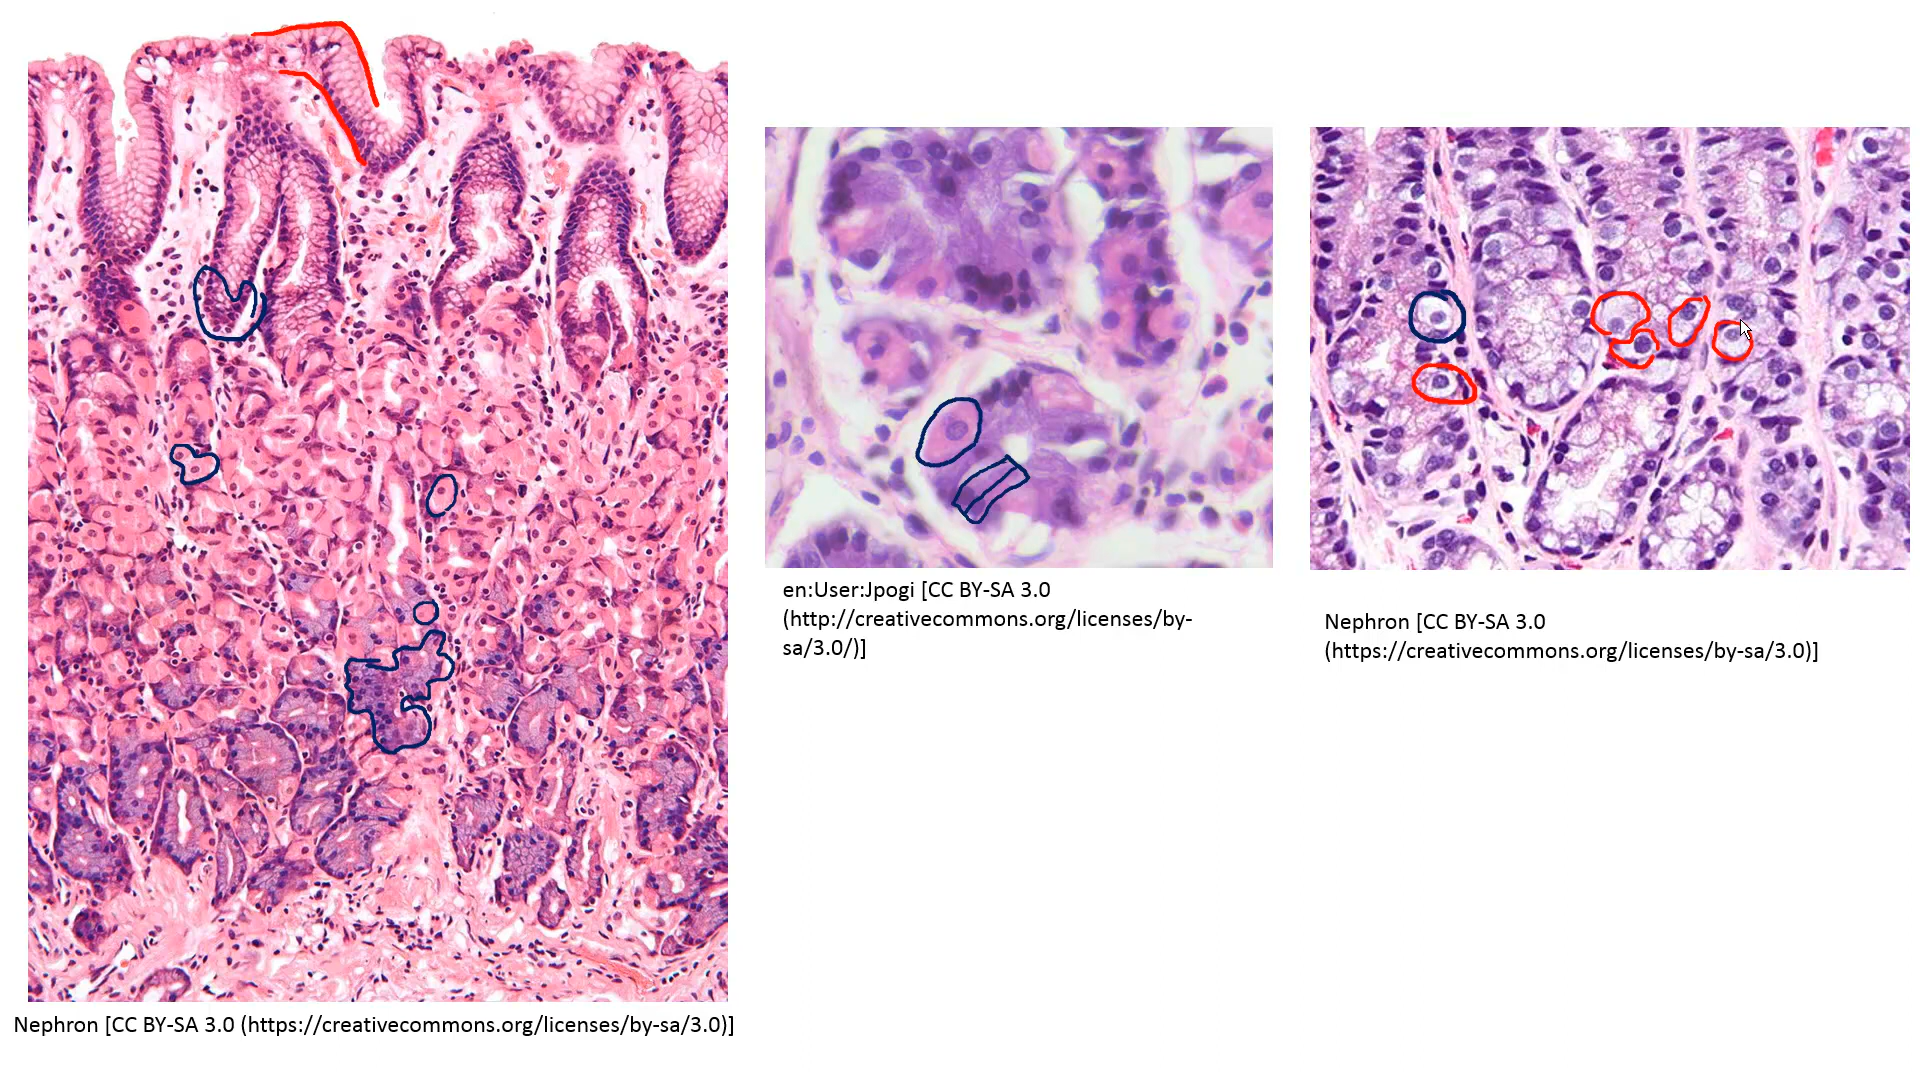 en:User:Jpogi [CC BY-SA 3.0
(http://creativecommons.org/licenses/by-
sa/3.0/)]
Nephron [CC BY-SA 3.0
(https://creativecommons.org/licenses/by-sa/3.0)]
Nephron [CC BY-SA 3.0 (https://creativecommons.org/licenses/by-sa/3.0)]